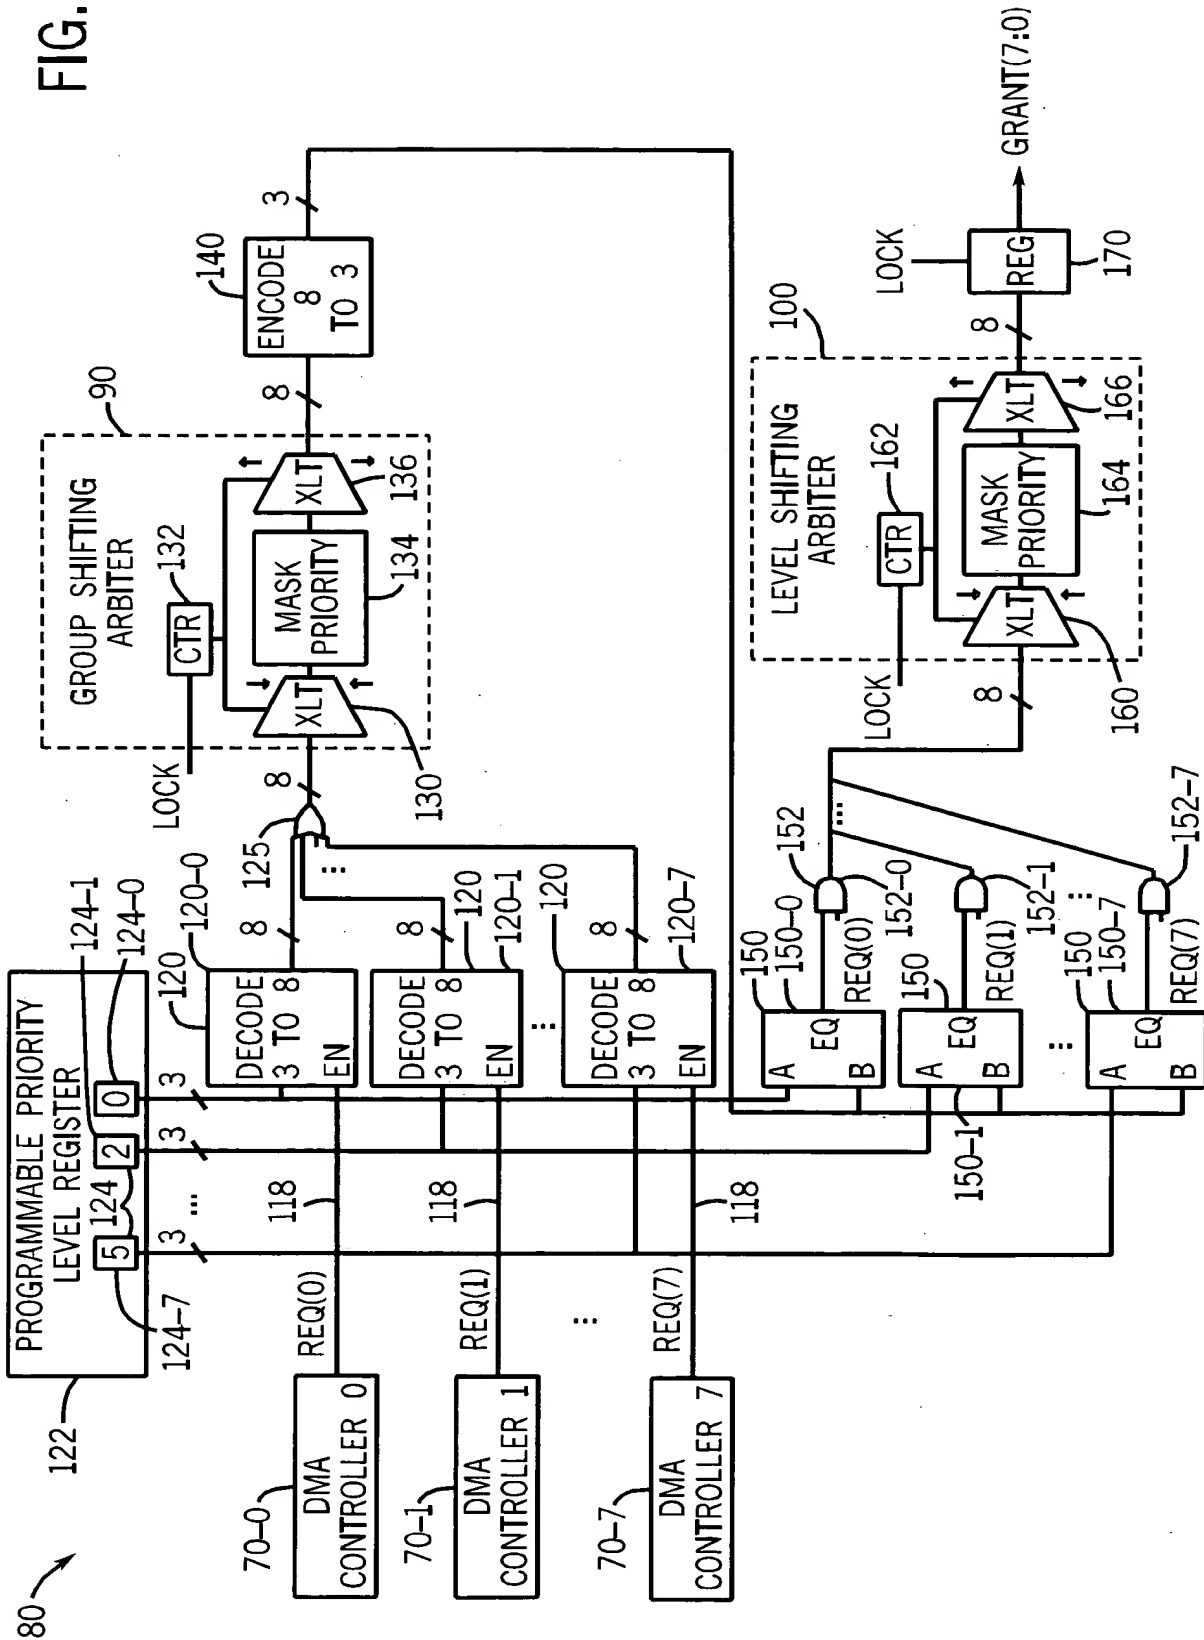 FIG.
80
122
PROGRAMMABLE PRIORITY
LEVEL REGISTER
5
2
0
124
124-7
124-1
124-0
3
...
3
3
70-0
DMA
CONTROLLER 0
REQ(0)
118
70-1
DMA
CONTROLLER 1
REQ(1)
118
...
70-7
DMA
CONTROLLER 7
REQ(7)
118
120
120-0
DECODE
3 TO 8
EN
8
120
120-1
DECODE
3 TO 8
EN
8
...
120
120-7
DECODE
3 TO 8
EN
8
125
...
8
90
GROUP SHIFTING
ARBITER
LOCK
CTR
132
XLT
130
MASK
PRIORITY
134
XLT
136
8
140
ENCODE
8
TO 3
3
150
150-0
A
EQ
B
REQ(0)
152
152-0
150
150-1
A
EQ
B
REQ(1)
152-1
...
...
150
150-7
A
EQ
B
REQ(7)
152-7
...
8
100
LEVEL SHIFTING
ARBITER
LOCK
CTR
162
XLT
160
MASK
PRIORITY
164
XLT
166
8
LOCK
REG
170
GRANT(7:0)